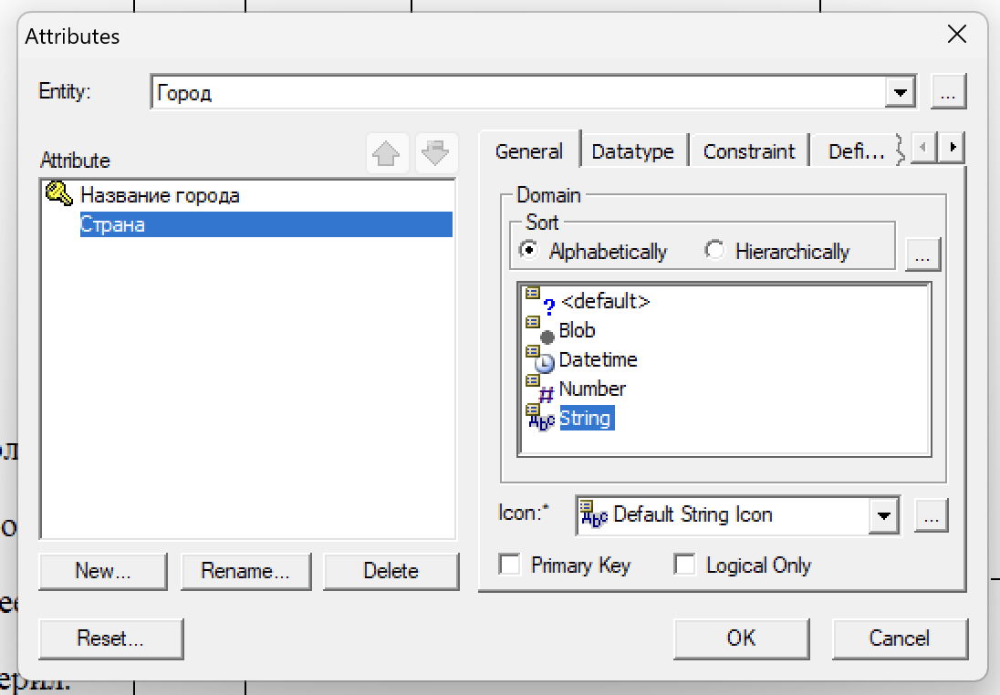 Attributes
Entity:
Город
...
Attribute
Название города
Страна
General
Datatype
Constraint
Defi...
Domain
Sort
Alphabetically
Hierarchically
...
<default>
Blob
Datetime
Number
String
Icon:*
Default String Icon
...
Primary Key
Logical Only
New...
Rename...
Delete
Reset...
OK
Cancel